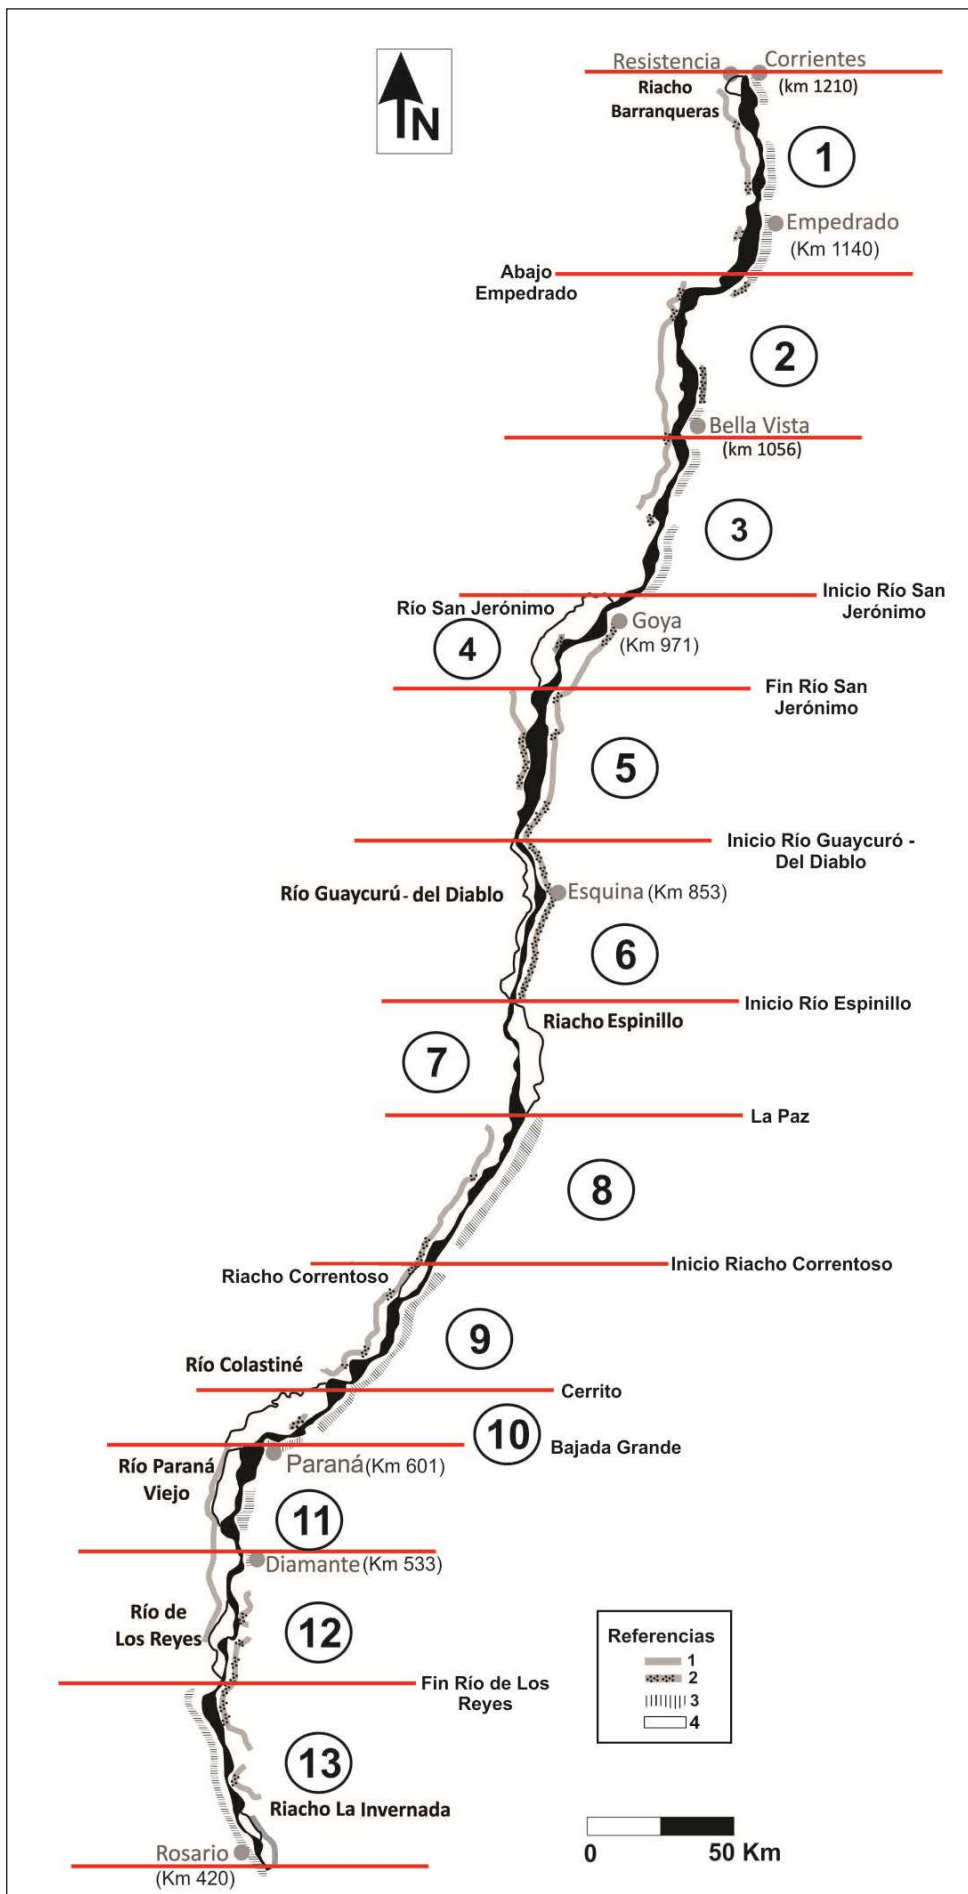 Resistencia
Corrientes
(km 1210)
Riacho
Barranqueras
N
1
Empedrado
(Km 1140)
Abajo
Empedrado
2
Bella Vista
(km 1056)
3
Inicio Río San
Jerónimo
Río San Jerónimo
Goya
(Km 971)
4
Fin Río San
Jerónimo
5
Inicio Río Guaycuró -
Del Diablo
Río Guaycurú - del Diablo
Esquina (Km 853)
6
Inicio Río Espinillo
Riacho Espinillo
7
La Paz
8
Inicio Riacho Correntoso
Riacho Correntoso
9
Río Colastiné
Cerrito
10
Bajada Grande
Río Paraná
Viejo
Paraná (Km 601)
11
Diamante (Km 533)
Río de
Los Reyes
12
Fin Río de Los
Reyes
13
Riacho La Invernada
Rosario
(Km 420)
Referencias
1
2
3
4
0
50 Km